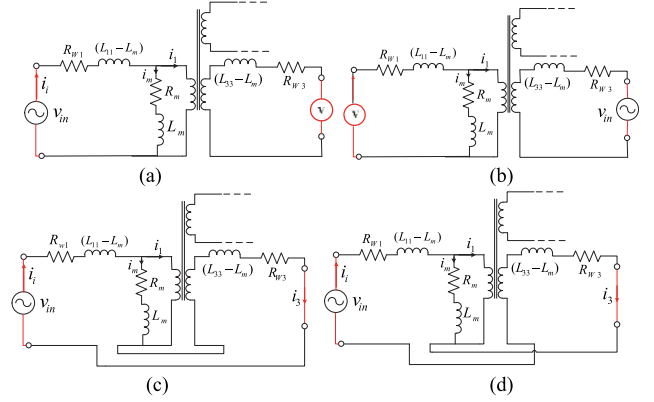 R_{W1} (L_{11}-L_m) i_1
i_i i_m R_m (L_{33}-L_m) R_{W3}
v_{in} L_m V
(a)
R_{W1} (L_{11}-L_m) i_1
i_i i_m R_m (L_{33}-L_m) R_{W3}
V L_m v_{in}
(b)
R_{w1} (L_{11}-L_m) i_1
i_i i_m R_m (L_{33}-L_m) R_{W3}
v_{in} L_m i_3
(c)
R_{W1} (L_{11}-L_m) i_1
i_i i_m R_m (L_{33}-L_m) R_{W3}
v_{in} L_m i_3
(d)